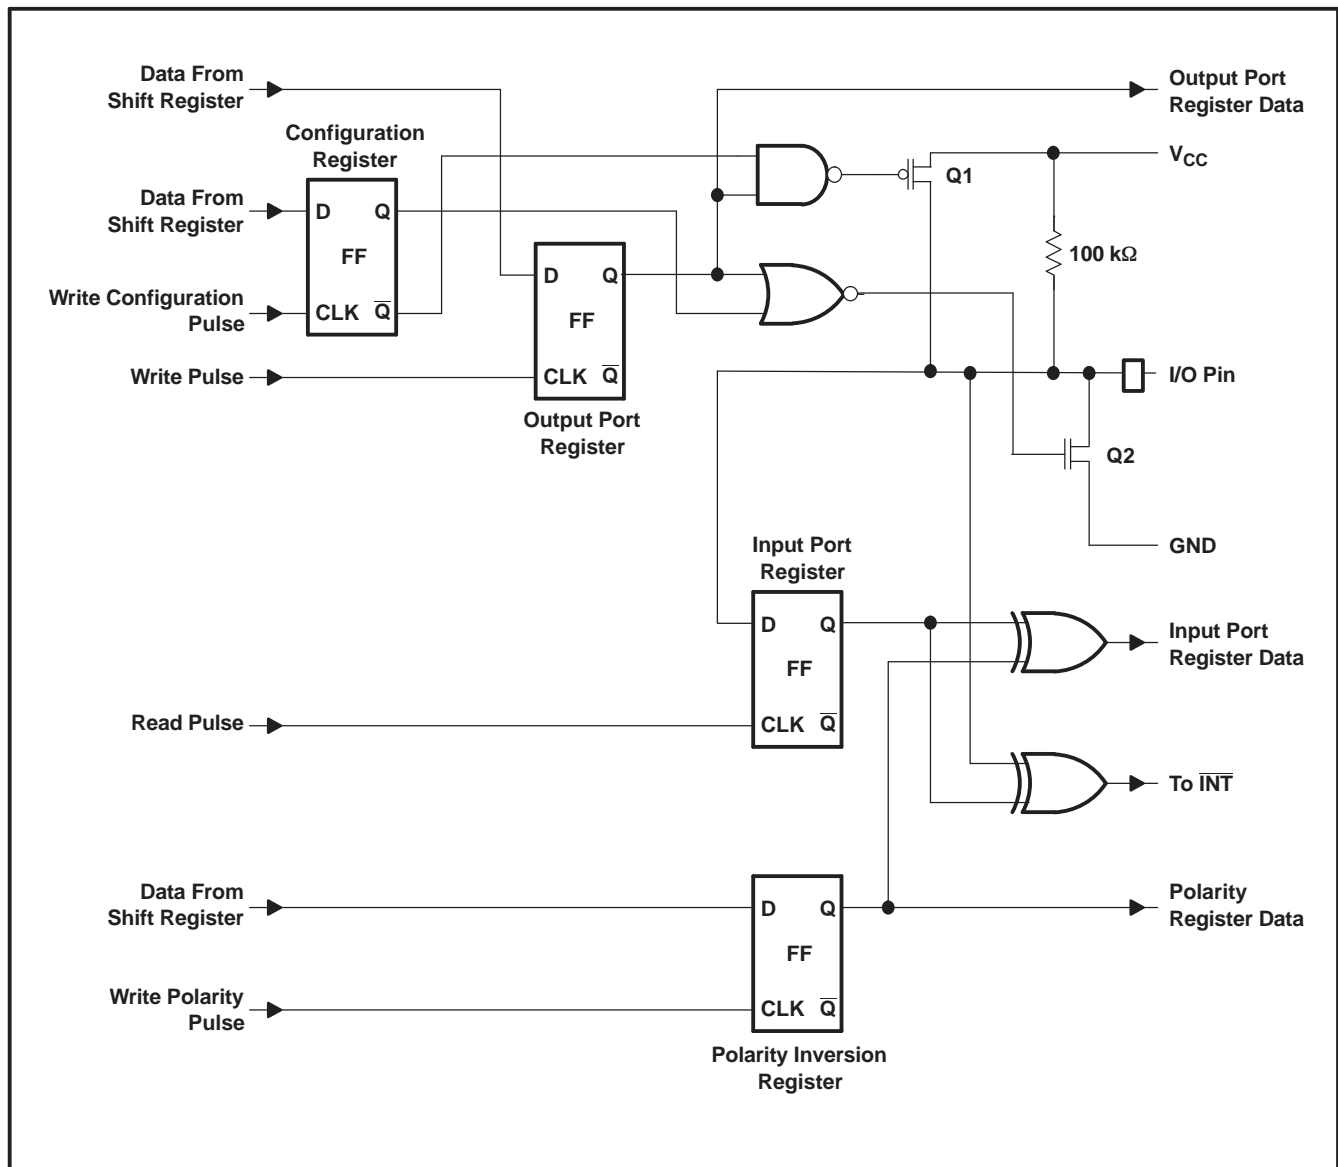 Data From
Shift Register
Output Port
Register Data
Configuration
Register
V_CC
Q1
Data From
Shift Register
D Q
FF
CLK Q̅
100 kΩ
D Q
FF
CLK Q̅
Write Configuration
Pulse
Write Pulse
I/O Pin
Output Port
Register
Q2
GND
Input Port
Register
D Q
FF
CLK Q̅
Input Port
Register Data
Read Pulse
To I̅N̅T̅
Data From
Shift Register
D Q
FF
CLK Q̅
Polarity
Register Data
Write Polarity
Pulse
Polarity Inversion
Register